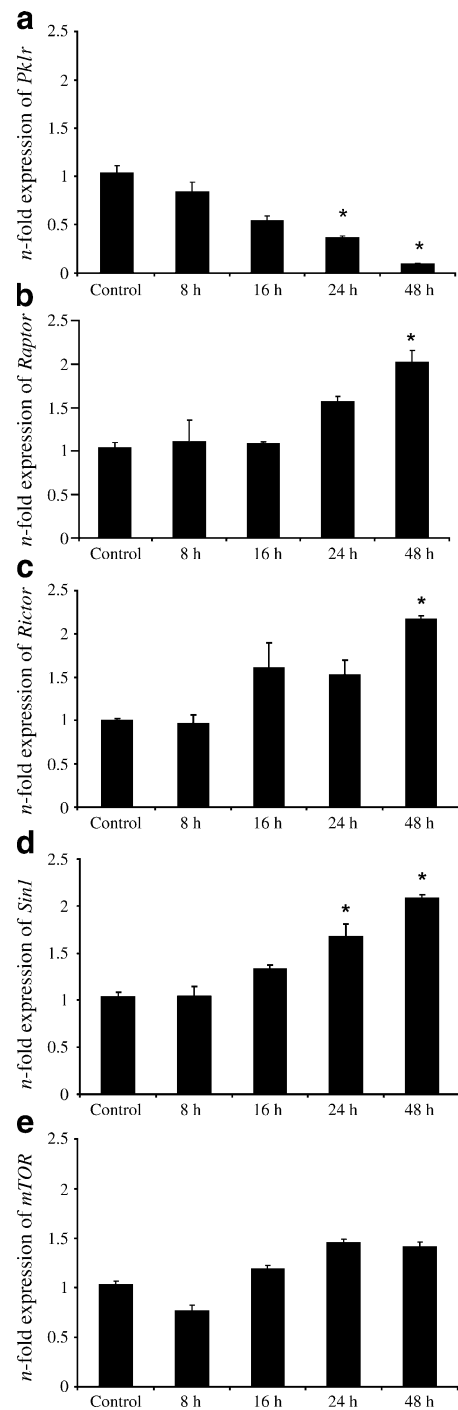 a
n-fold expression of Pklr
2.5
2
1.5
1
0.5
0
*
*
Control 8 h 16 h 24 h 48 h
b
n-fold expression of Raptor
2.5
2
1.5
1
0.5
0
*
Control 8 h 16 h 24 h 48 h
c
n-fold expression of Rictor
2.5
2
1.5
1
0.5
0
*
Control 8 h 16 h 24 h 48 h
d
n-fold expression of Sin1
2.5
2
1.5
1
0.5
0
*
*
Control 8 h 16 h 24 h 48 h
e
n-fold expression of mTOR
2.5
2
1.5
1
0.5
0
Control 8 h 16 h 24 h 48 h